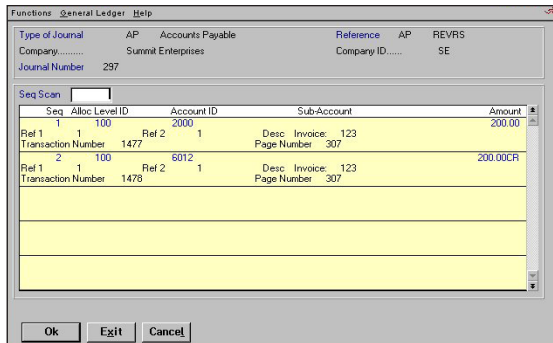 Functions General Ledger Help
Type of Journal AP Accounts Payable Reference AP REVRS
Company.......... Summit Enterprises Company ID...... SE
Journal Number 297
Seq Scan
Seq Alloc Level ID Account ID Sub-Account Amount
1 100 2000 200.00
Ref 1 1 Ref 2 1 Desc Invoice: 123
Transaction Number 1477 Page Number 307
2 100 6012 200.00CR
Ref 1 1 Ref 2 1 Desc Invoice: 123
Transaction Number 1478 Page Number 307
Ok Exit Cancel